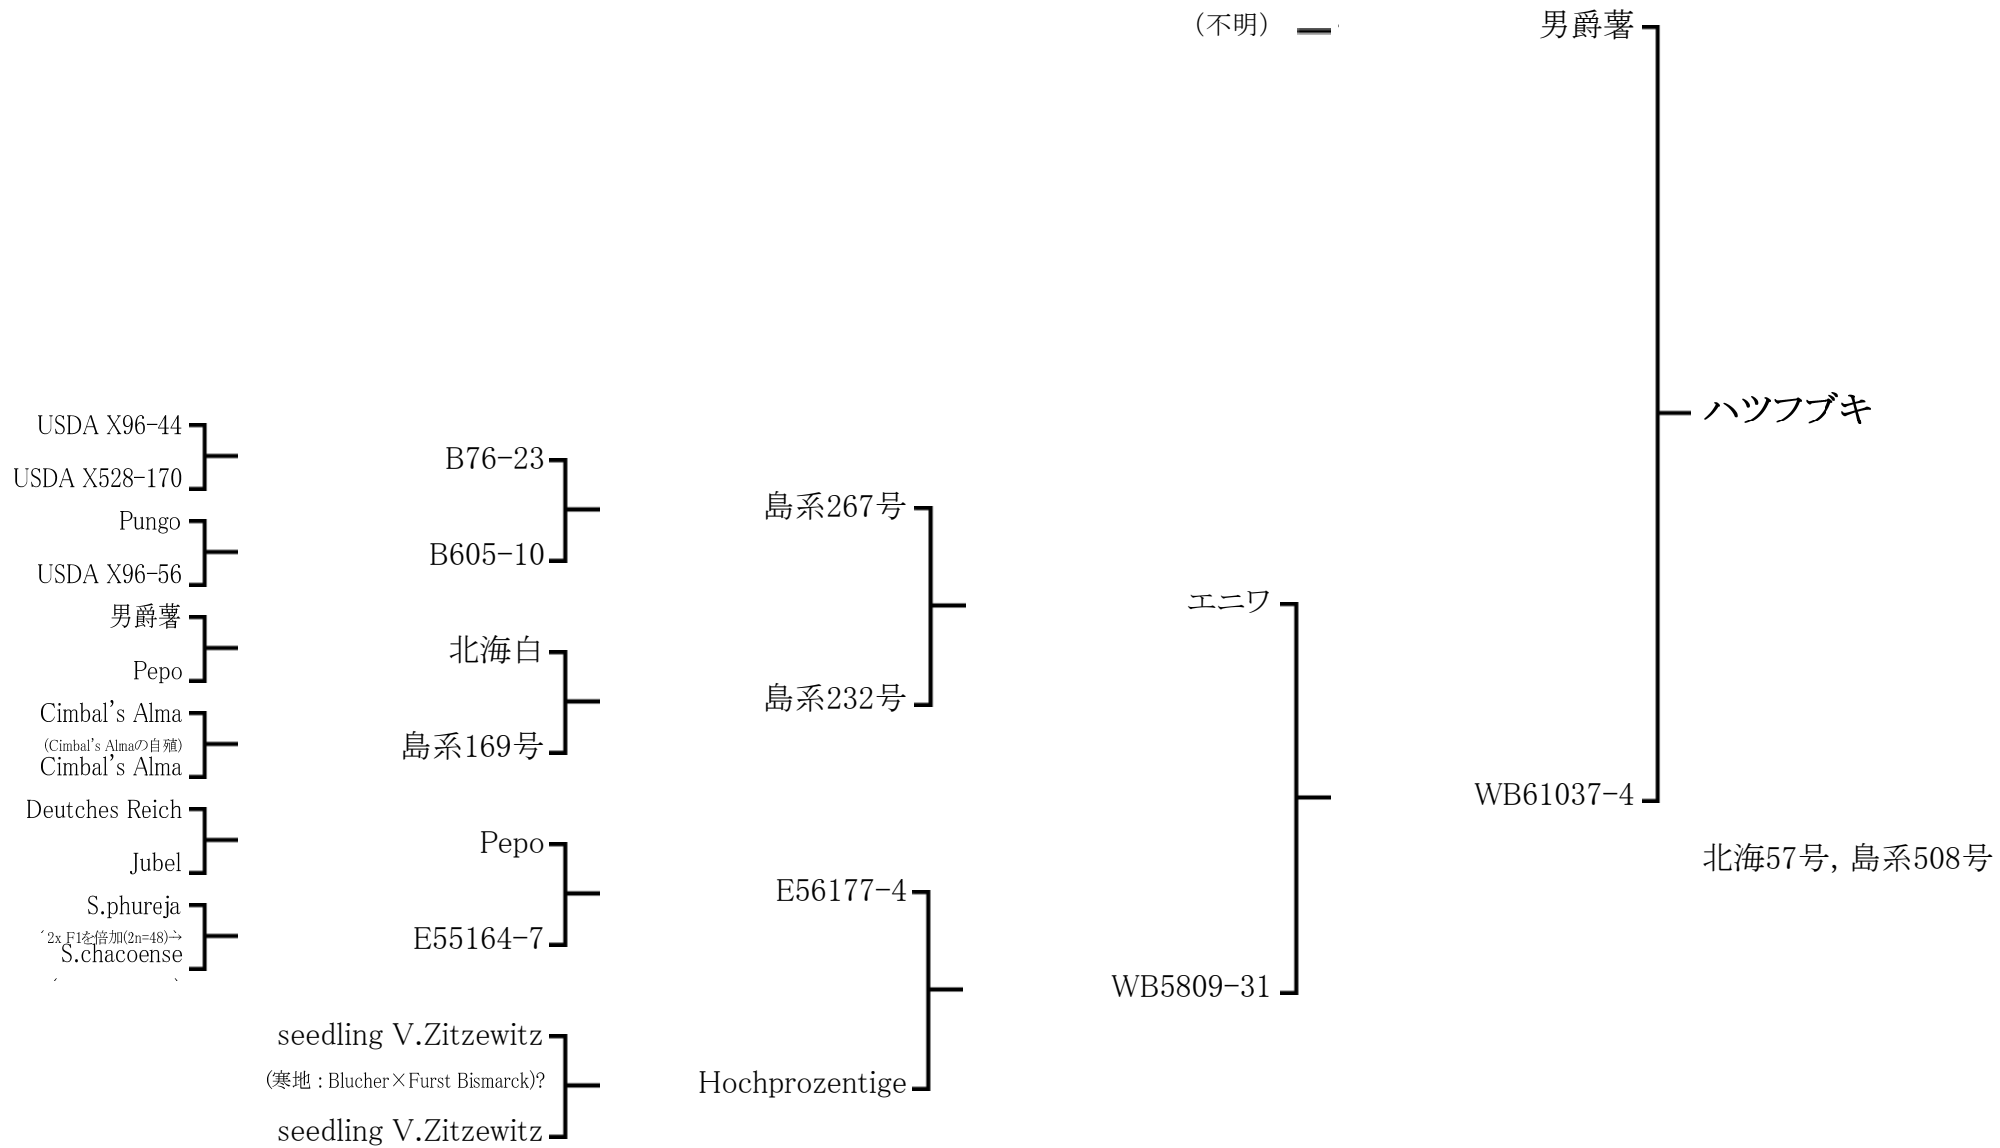 （不明）
男爵薯
ハツフブキ
USDA X96-44
USDA X528-170
B76-23
Pungo
島系267号
B605-10
USDA X96-56
エニワ
男爵薯
北海白
Pepo
島系232号
Cimbal's Alma
(Cimbal's Almaの自殖)
Cimbal's Alma
島系169号
WB61037-4
Deutches Reich
Pepo
北海57号, 島系508号
Jubel
E56177-4
S.phureja
2x F1を倍加(2n=48)→
S.chacoense
E55164-7
WB5809-31
seedling V.Zitzewitz
(寒地 : Blucher×Furst Bismarck)?
Hochprozentige
seedling V.Zitzewitz